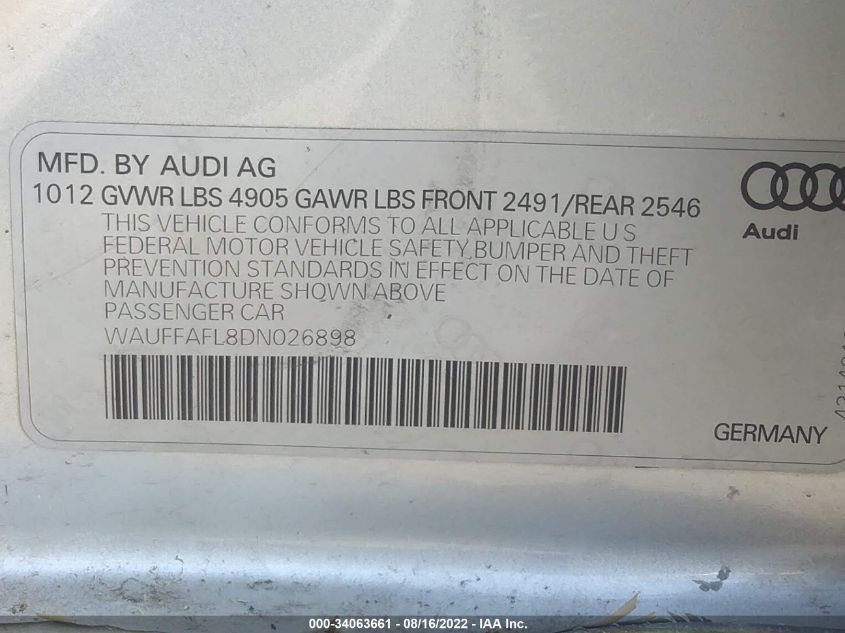 MFD. BY AUDI AG
1012 GVWR LBS 4905 GAWR LBS FRONT 2491/REAR 2546
THIS VEHICLE CONFORMS TO ALL APPLICABLE U S
FEDERAL MOTOR VEHICLE SAFETY, BUMPER AND THEFT
PREVENTION STANDARDS IN EFFECT ON THE DATE OF
MANUFACTURE SHOWN ABOVE
PASSENGER CAR
WAUFFAFL8DN026898
Audi
GERMANY
000-34063661 - 08/16/2022 - IAA Inc.